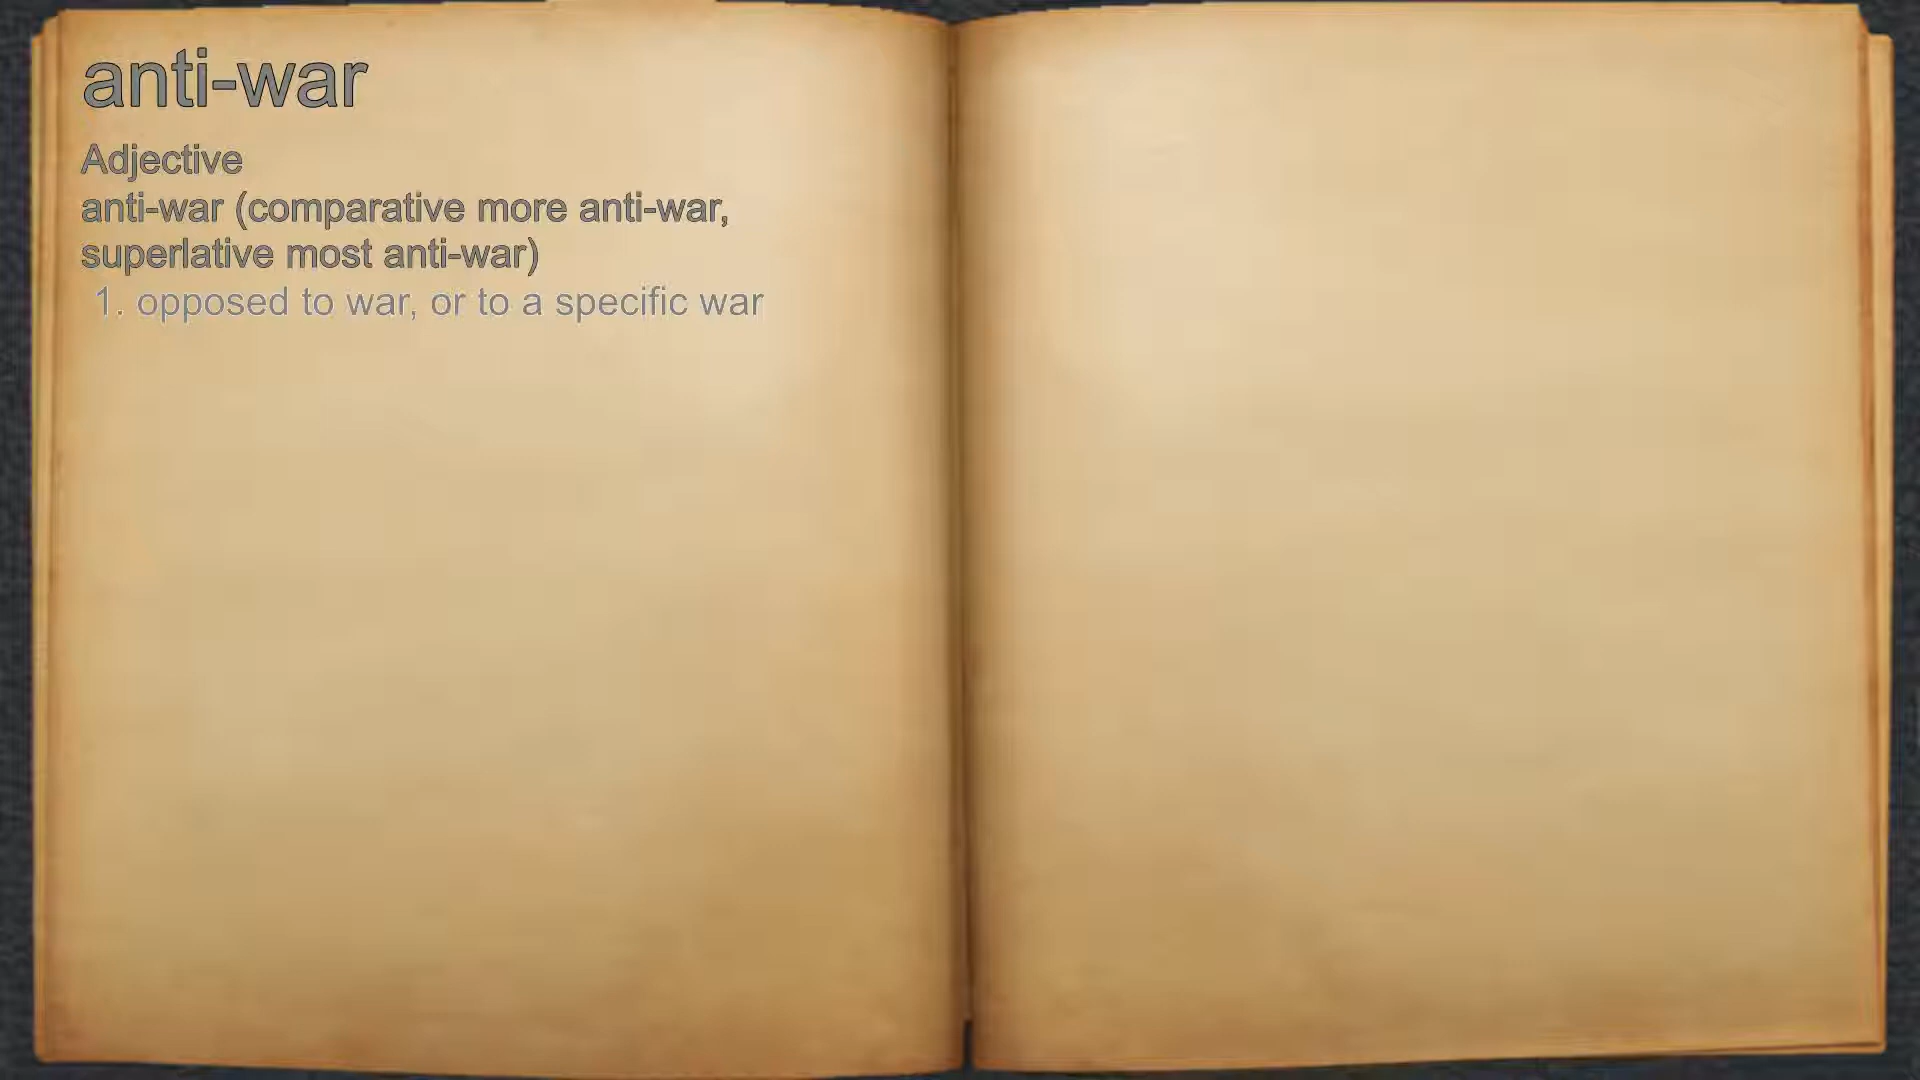 anti-war
Adjective
anti-war (comparative more anti-war,
superlative most anti-war)
1. opposed to war, or to a specific war